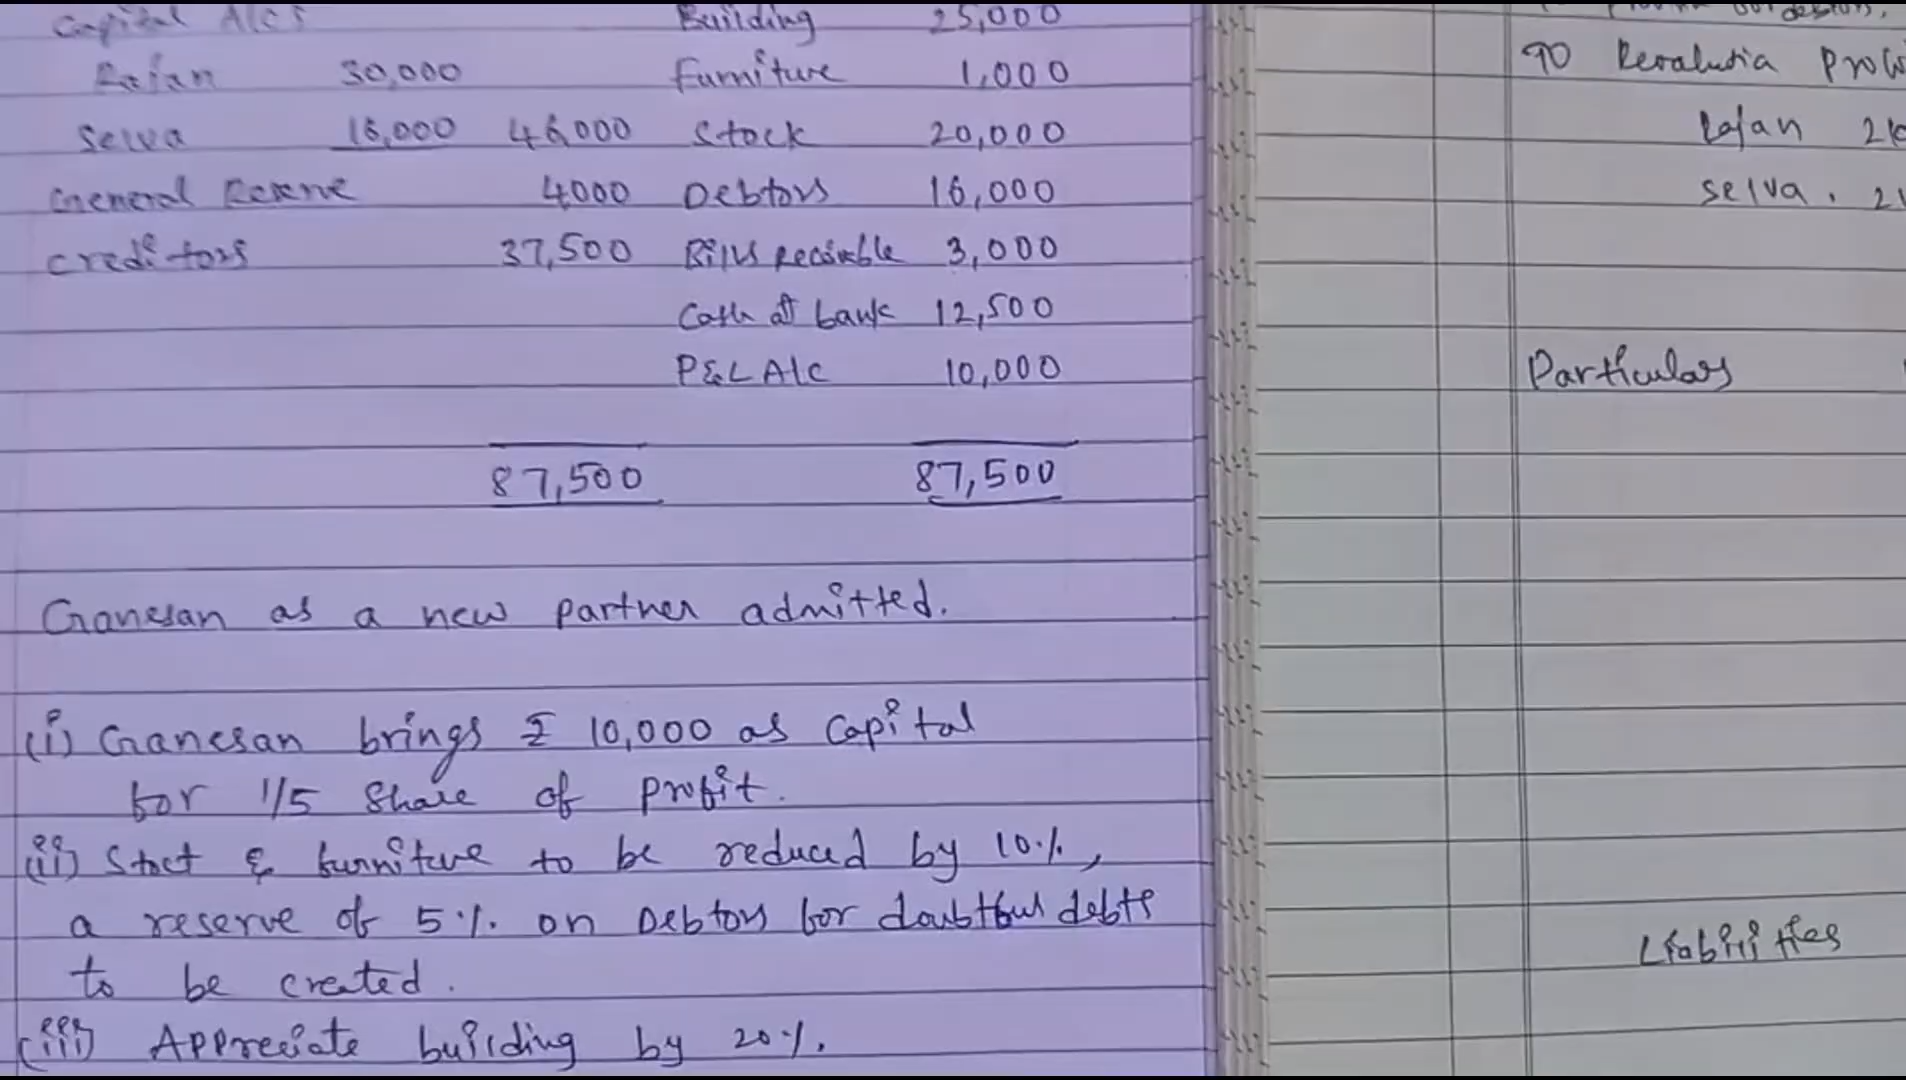 Capital A/cs Building 25,000
Rajan 30,000 Furniture 1,000
Selva 16,000 46,000 Stock 20,000
General Reserve 4000 Debtors 16,000
Creditors 37,500 Bills Receivable 3,000
Cash at bank 12,500
P&L A/c 10,000
87,500 87,500
Ganesan as a new partner admitted.
(i) Ganesan brings ₹ 10,000 as Capital
for 1/5 Share of Profit.
(ii) Stock & furniture to be reduced by 10%,
a reserve of 5% on Debtors for doubtful debts
to be created.
(iii) Appreciate building by 20%.
To Revaluation
Rajan
Selva.
Particulars
Liabilities